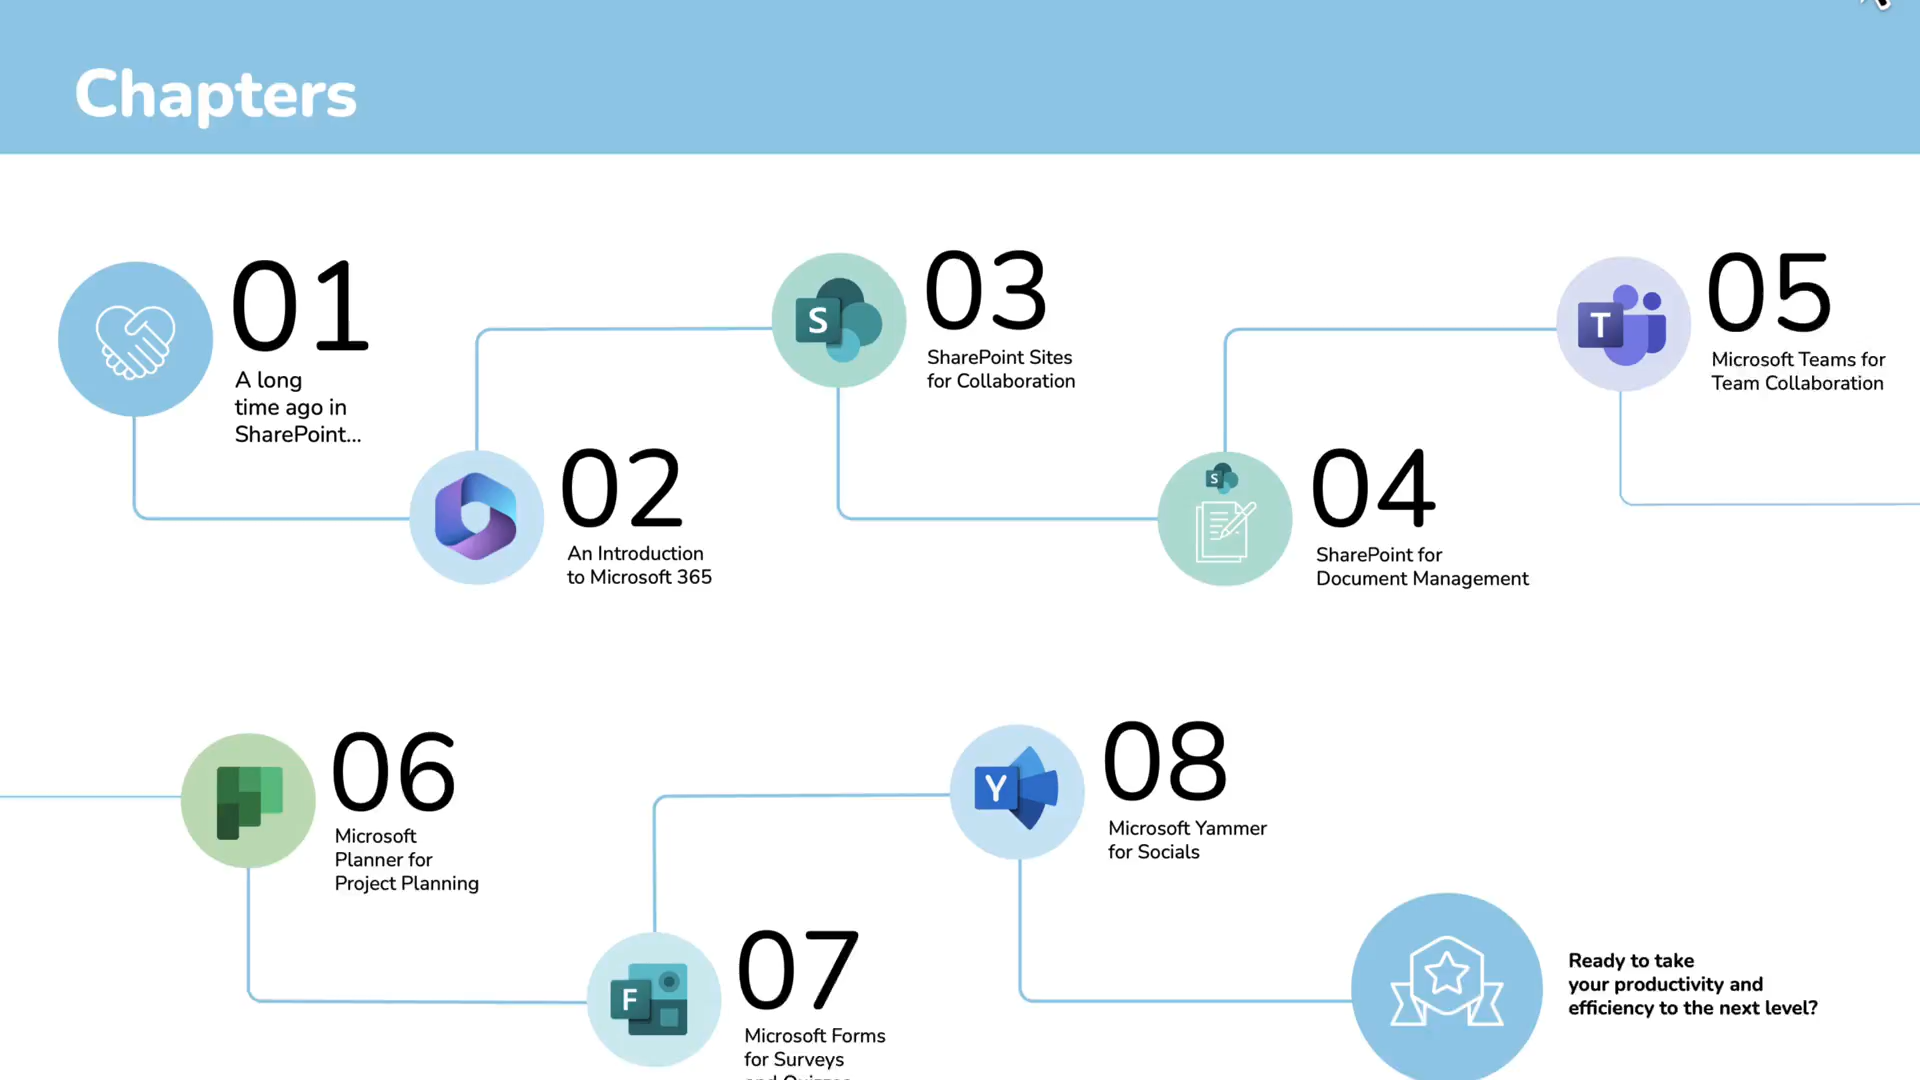 Chapters
01
A long
time ago in
SharePoint...
02
An Introduction
to Microsoft 365
S
03
SharePoint Sites
for Collaboration
S
04
SharePoint for
Document Management
T
05
Microsoft Teams for
Team Collaboration
06
Microsoft
Planner for
Project Planning
F
07
Microsoft Forms
for Surveys
and Quizzes
Y
08
Microsoft Yammer
for Socials
Ready to take
your productivity and
efficiency to the next level?